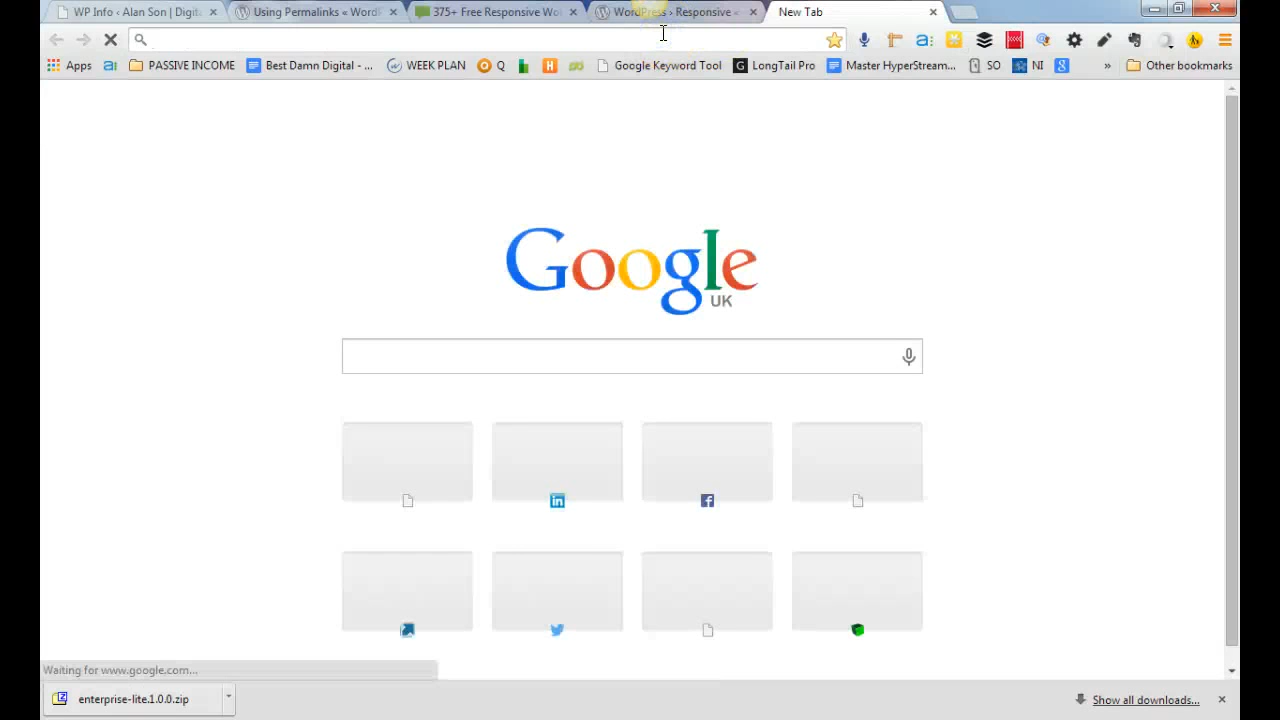 WP Info ‹ Alan Son | Digit
Using Permalinks « WordP
375+ Free Responsive Wo
WordPress › Responsive «
New Tab
Apps
PASSIVE INCOME
Best Damn Digital - ...
WEEK PLAN
Q
Google Keyword Tool
LongTail Pro
Master HyperStream...
SO
NI
»
Other bookmarks
Google
UK
Waiting for www.google.com...
enterprise-lite.1.0.0.zip
Show all downloads...